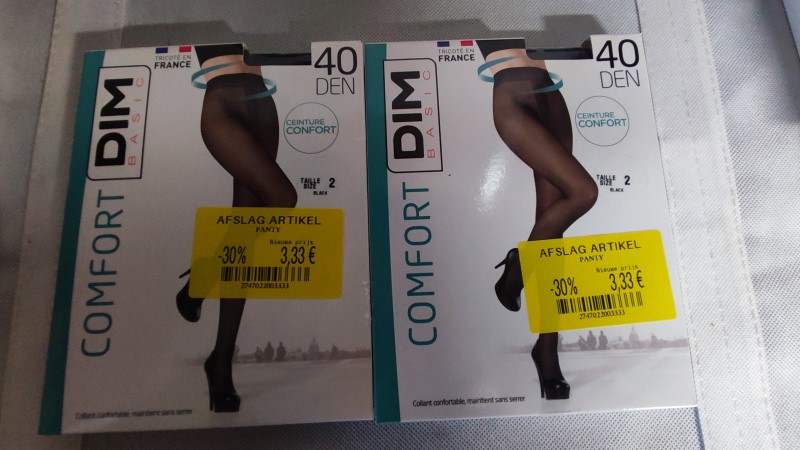 TRICOTÉ EN
FRANCE
40
DEN
DIM
BASIC
CEINTURE
CONFORT
TAILLE
SIZE 2
BLACK
COMFORT
AFSLAG ARTIKEL
PANTY
Nieuwe prijs
-30% 3,33 €
2747022003333
Collant confortable, maintient sans serrer
TRICOTÉ EN
FRANCE
40
DEN
DIM
BASIC
CEINTURE
CONFORT
TAILLE
SIZE 2
BLACK
COMFORT
AFSLAG ARTIKEL
PANTY
Nieuwe prijs
-30% 3,33 €
2747022003333
Collant confortable, maintient sans serrer